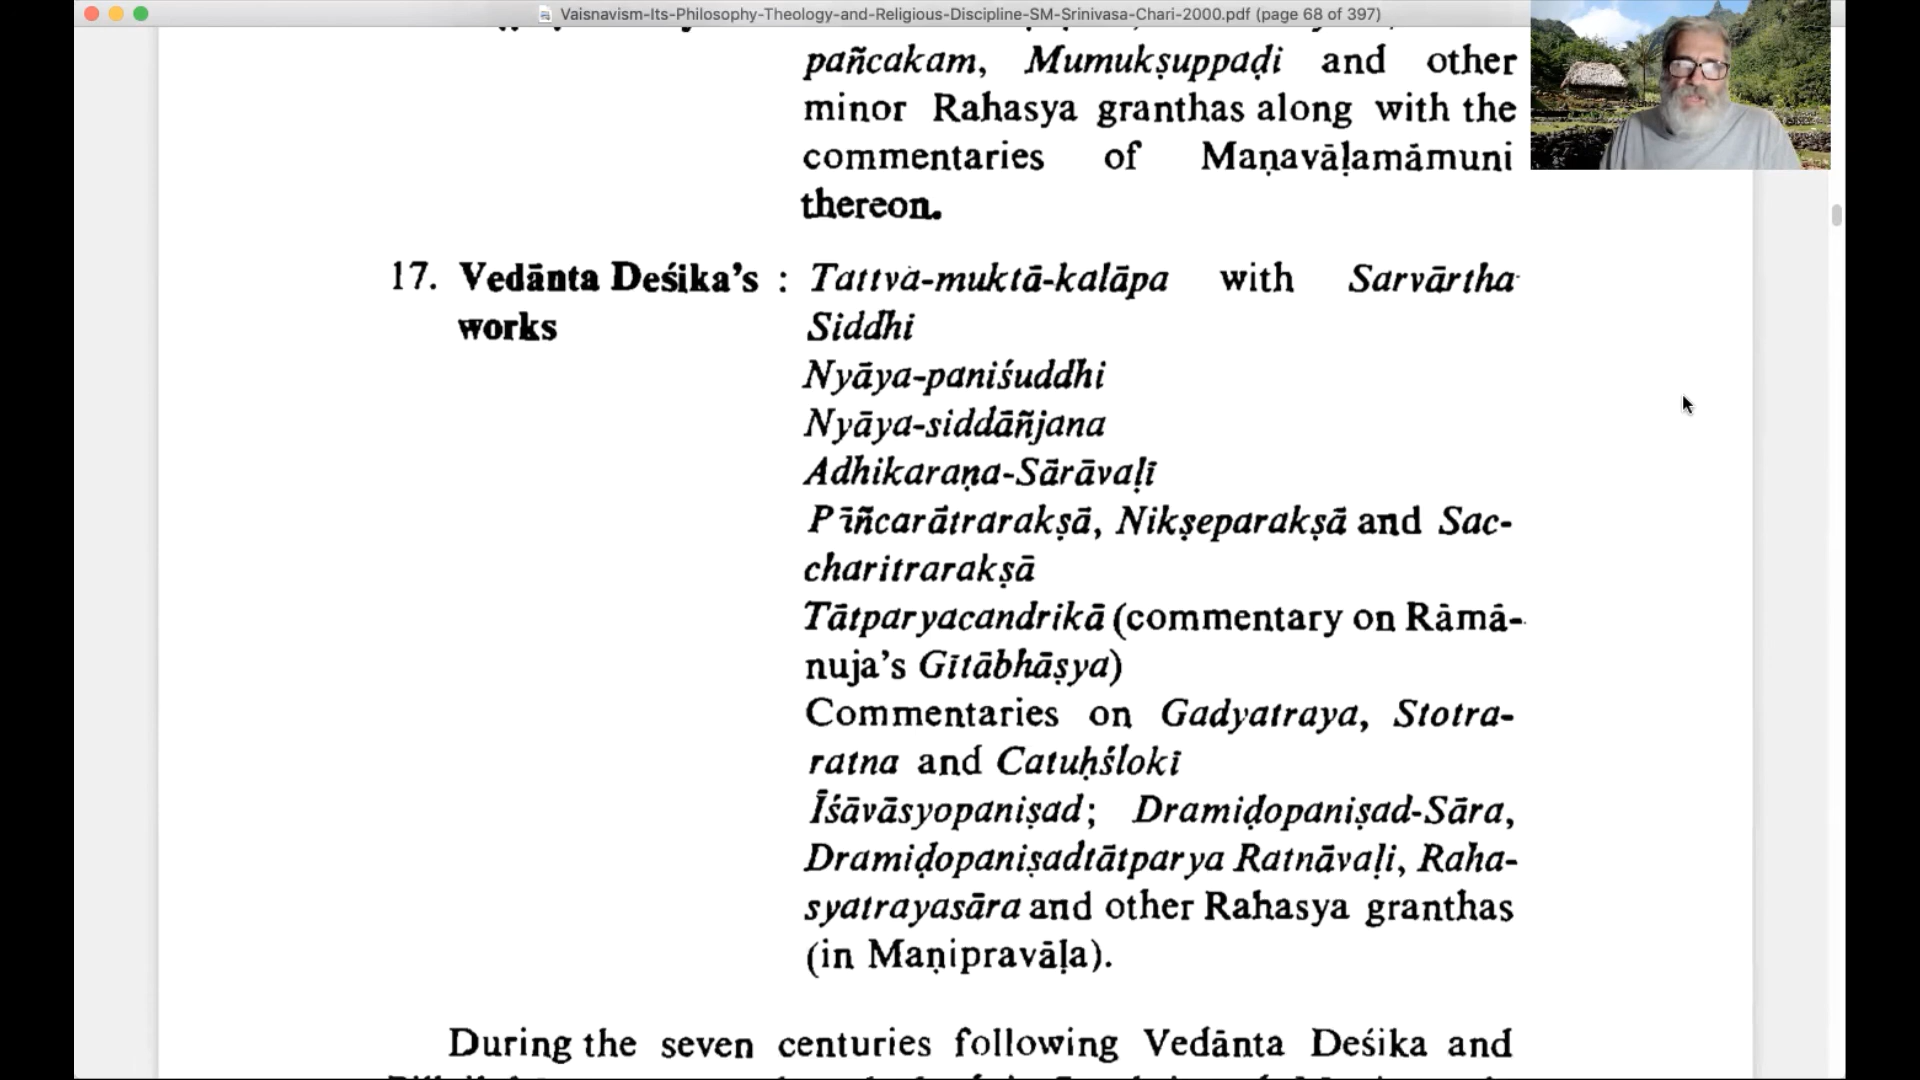 Vaisnavism-Its-Philosophy-Theology-and-Religious-Discipline-SM-Srinivasa-Chari-2000.pdf (page 68 of 397)
pañcakam, Mumukṣuppaḍi and other
minor Rahasya granthas along with the
commentaries of Maṇavāḷamāmuni
thereon.
17. Vedānta Deśika's : Tattva-muktā-kalāpa with Sarvārtha
works Siddhi
Nyāya-paniśuddhi
Nyāya-siddāñjana
Adhikaraṇa-Sārāvaḷī
Pīñcarātrarakṣā, Nikṣeparakṣā and Sac-
charitrarakṣā
Tātparyacandrikā (commentary on Rāmā-
nuja's Gītābhāṣya)
Commentaries on Gadyatraya, Stotra-
ratna and Catuḥślokī
Īśāvāsyopaniṣad; Dramiḍopaniṣad-Sāra,
Dramiḍopaniṣadtātparya Ratnāvaḷi, Raha-
syatrayasāra and other Rahasya granthas
(in Maṇipravāḷa).
During the seven centuries following Vedānta Deśika and